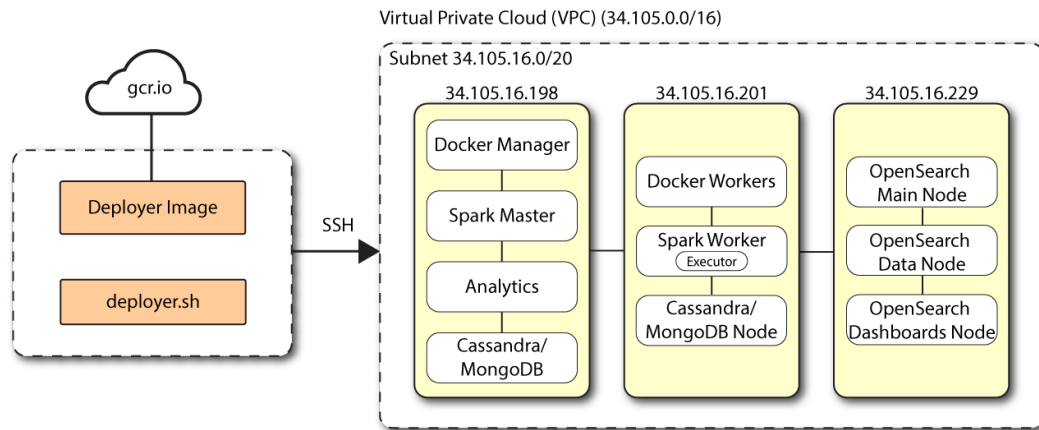 Virtual Private Cloud (VPC) (34.105.0.0/16)
Subnet 34.105.16.0/20
gcr.io
Deployer Image
deployer.sh
SSH
34.105.16.198
Docker Manager
Spark Master
Analytics
Cassandra/
MongoDB
34.105.16.201
Docker Workers
Spark Worker
Executor
Cassandra/
MongoDB Node
34.105.16.229
OpenSearch
Main Node
OpenSearch
Data Node
OpenSearch
Dashboards Node